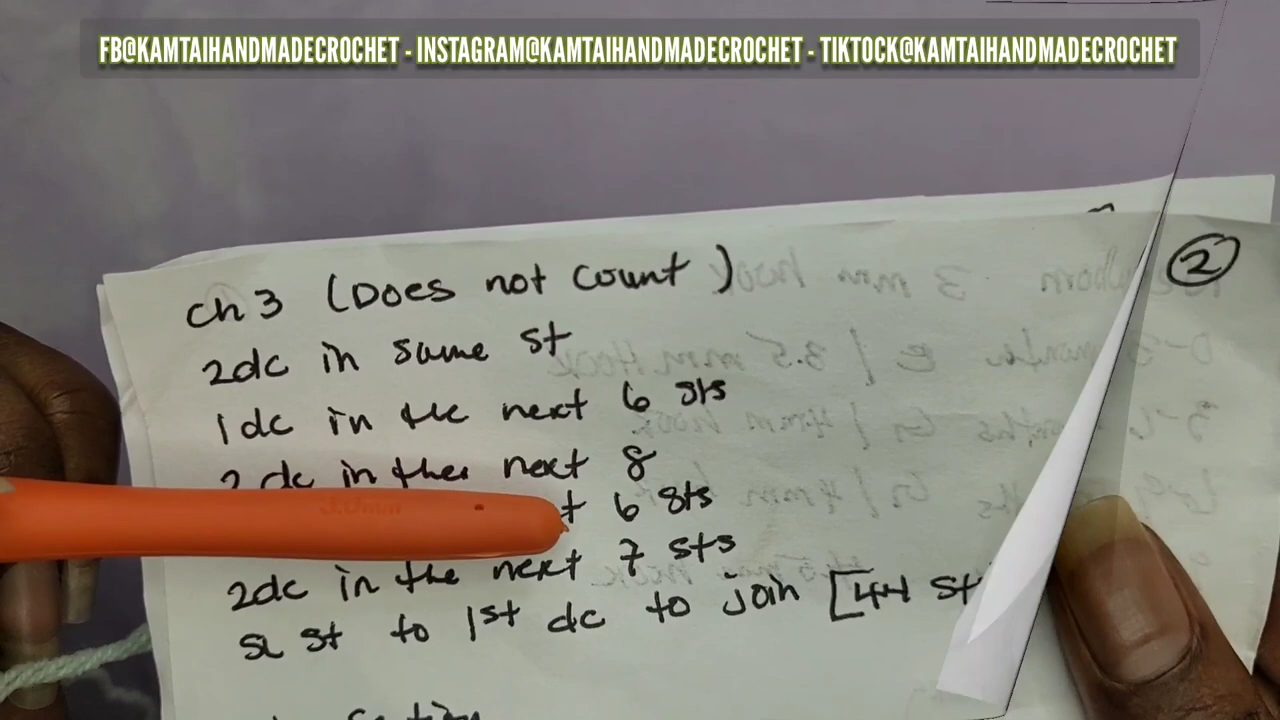 FB@KAMTAIHANDMADECROCHET - INSTAGRAM@KAMTAIHANDMADECROCHET - TIKTOCK@KAMTAIHANDMADECROCHET
2
Ch 3 (Does not Count)
2dc in same st
1dc in the next 6 sts
2 dc in the next 8
6 sts
2dc in the next 7 sts
sl st to 1st dc to join [44 st